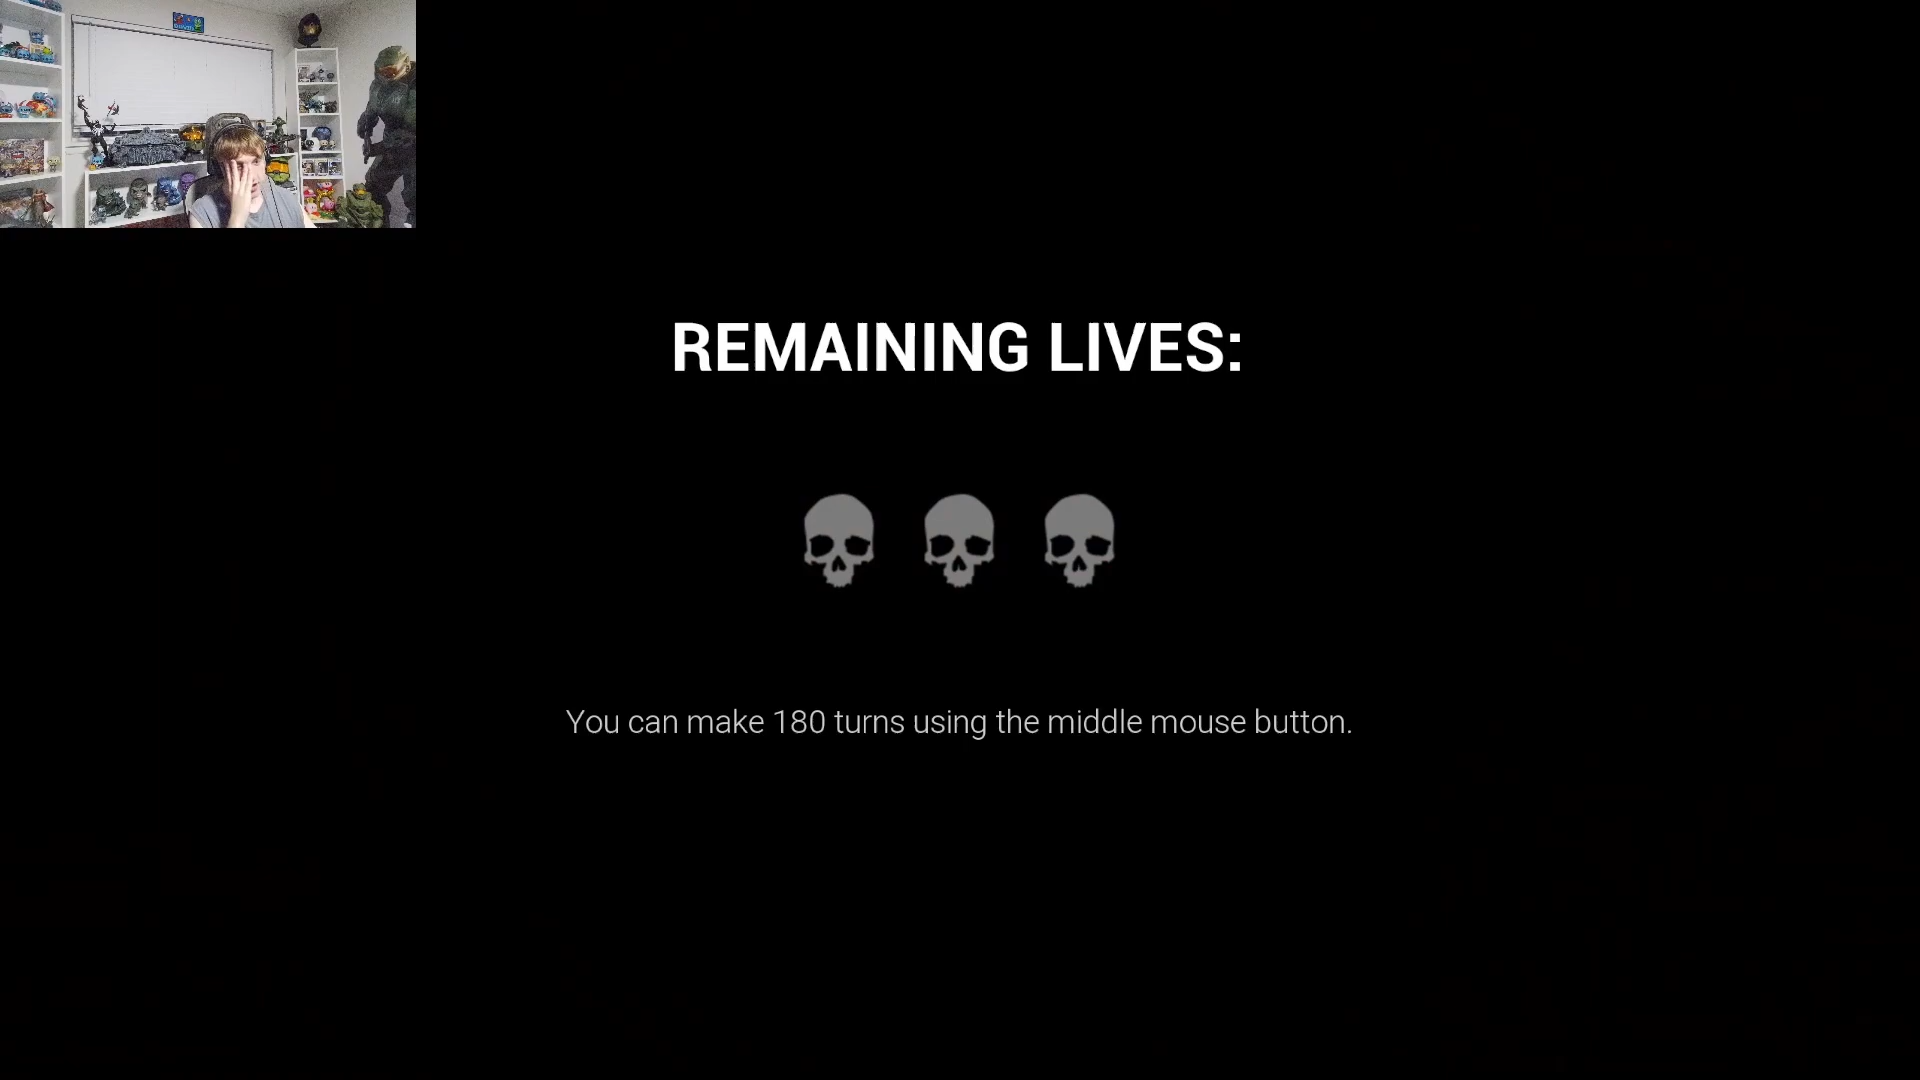 REMAINING LIVES:
You can make 180 turns using the middle mouse button.